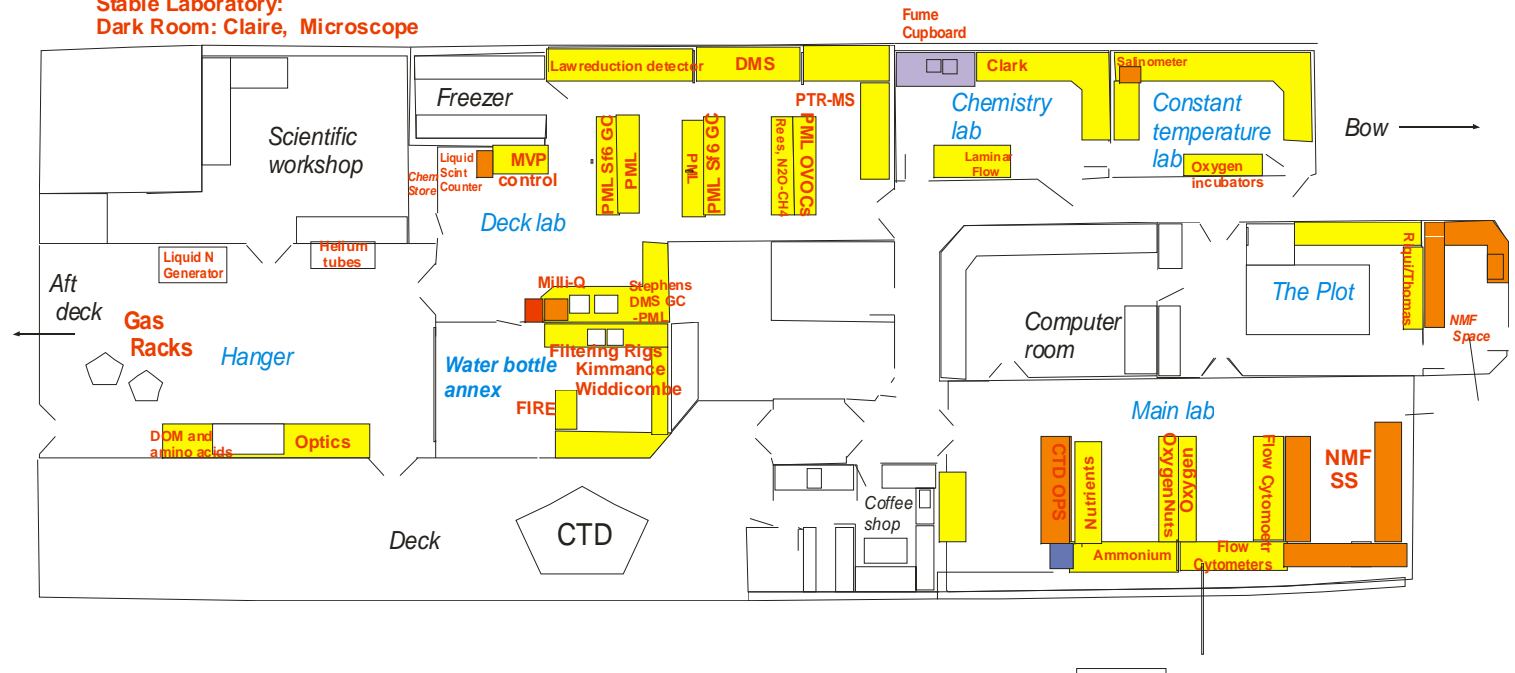 Stable Laboratory:
Dark Room: Claire, Microscope
Fume
Cupboard
Lawreduction detector
DMS
Clark
Salinometer
Freezer
PTR-MS
Chemistry
lab
Constant
temperature
lab
Bow
Scientific
workshop
Liquid
Scint
Counter
Chem
Store
MVP
control
PML Sf6 GC
PML
PML
PML Sf6 GC
Rees, N2O-CH4
PML OVOCs
Laminar
Flow
Oxygen
incubators
Deck lab
Liquid N
Generator
Helium
tubes
Aft
deck
Gas
Racks
Hanger
Milli-Q
Stephens
DMS GC
-PML
Water bottle
annex
Filtering Rigs
Kimmance
Widdicombe
FIRE
Computer
room
The Plot
Riqui/Thomas
NMF
Space
DOM and
amino acids
Optics
Main lab
CTD OPS
Nutrients
OxygenNuts
Oxygen
Flow Cytometr
NMF
SS
Deck
CTD
Coffee
shop
Ammonium
Flow
Cytometers